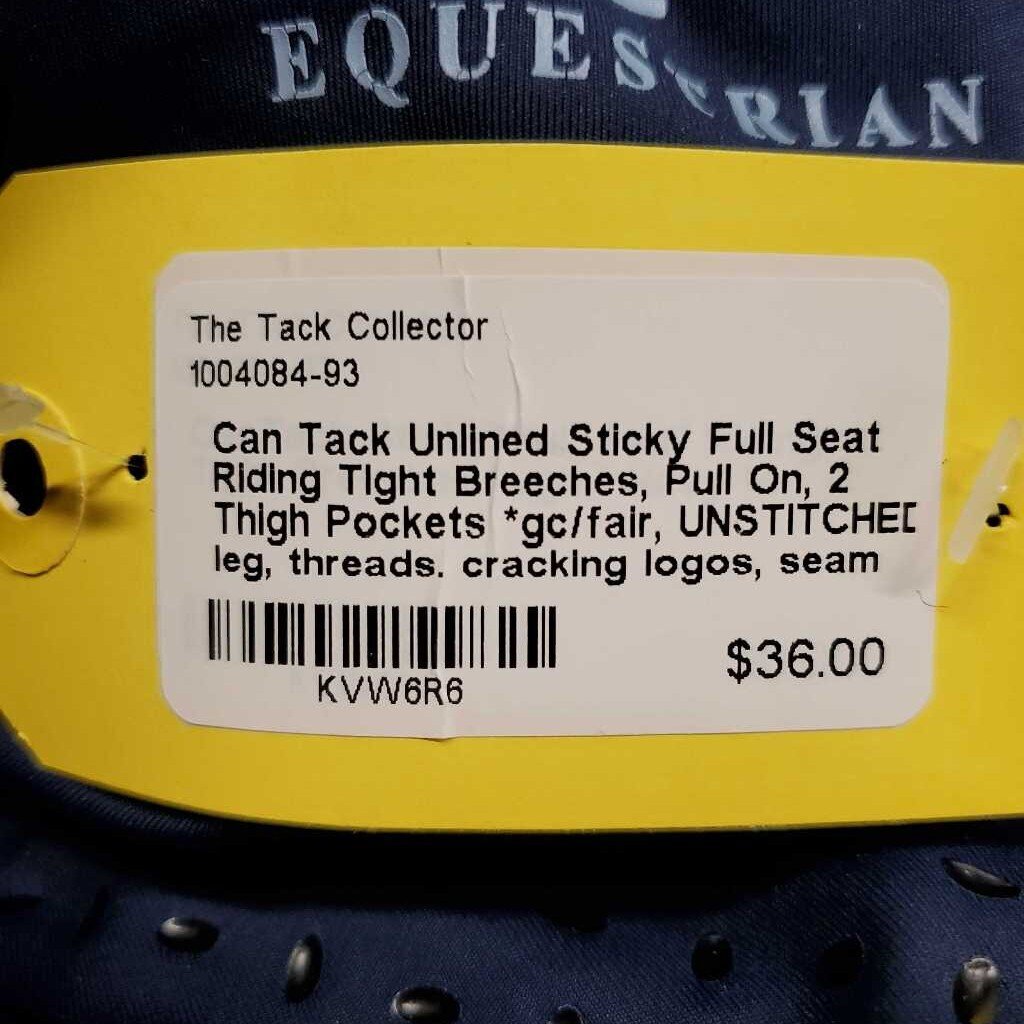 EQUESTRIAN
The Tack Collector
1004084-93
Can Tack Unlined Sticky Full Seat
Riding Tight Breeches, Pull On, 2
Thigh Pockets *gc/fair, UNSTITCHED
leg, threads. cracking logos, seam
KVW6R6
$36.00